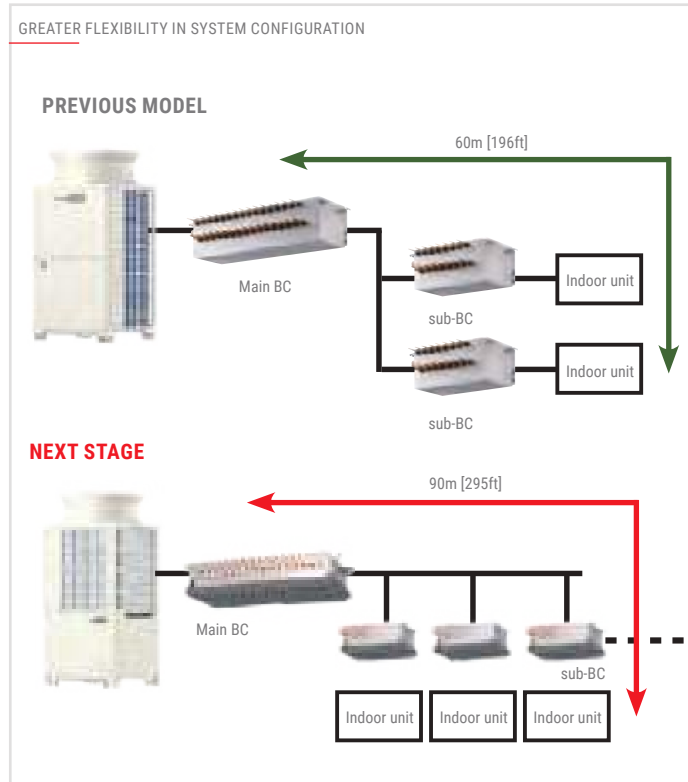 GREATER FLEXIBILITY IN SYSTEM CONFIGURATION
PREVIOUS MODEL
60m [196ft]
Main BC
Indoor unit
sub-BC
Indoor unit
sub-BC
NEXT STAGE
90m [295ft]
Main BC
sub-BC
Indoor unit
Indoor unit
Indoor unit